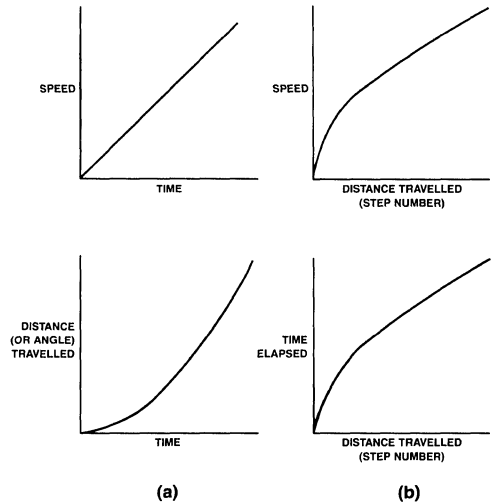 SPEED
TIME
SPEED
DISTANCE TRAVELLED
(STEP NUMBER)
DISTANCE
(OR ANGLE)
TRAVELLED
TIME
TIME
ELAPSED
DISTANCE TRAVELLED
(STEP NUMBER)
(a)
(b)